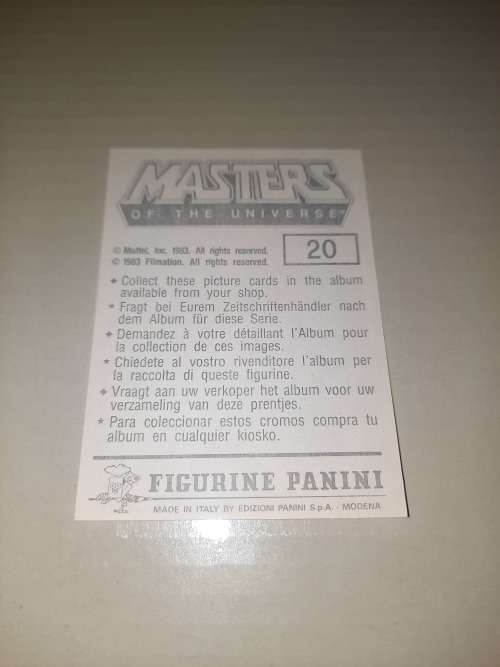 MASTERS
OF THE UNIVERSE™
© Mattel, Inc. 1983. All rights reserved.
© 1983 Filmation. All rights reserved.
20
Collect these picture cards in the album
available from your shop.
* Fragt bei Eurem Zeitschriftenhändler nach
dem Album für diese Serie.
Demandez à votre détaillant l'Album pour
la collection de ces images.
* Chiedete al vostro rivenditore l'album per
la raccolta di queste figurine.
Vraagt aan uw verkoper het album voor uw
verzameling van deze prentjes.
* Para coleccionar estos cromos compra tu
album en cualquier kiosko.
FIGURINE PANINI
MADE IN ITALY BY EDIZIONI PANINI S.p.A. - MODENA